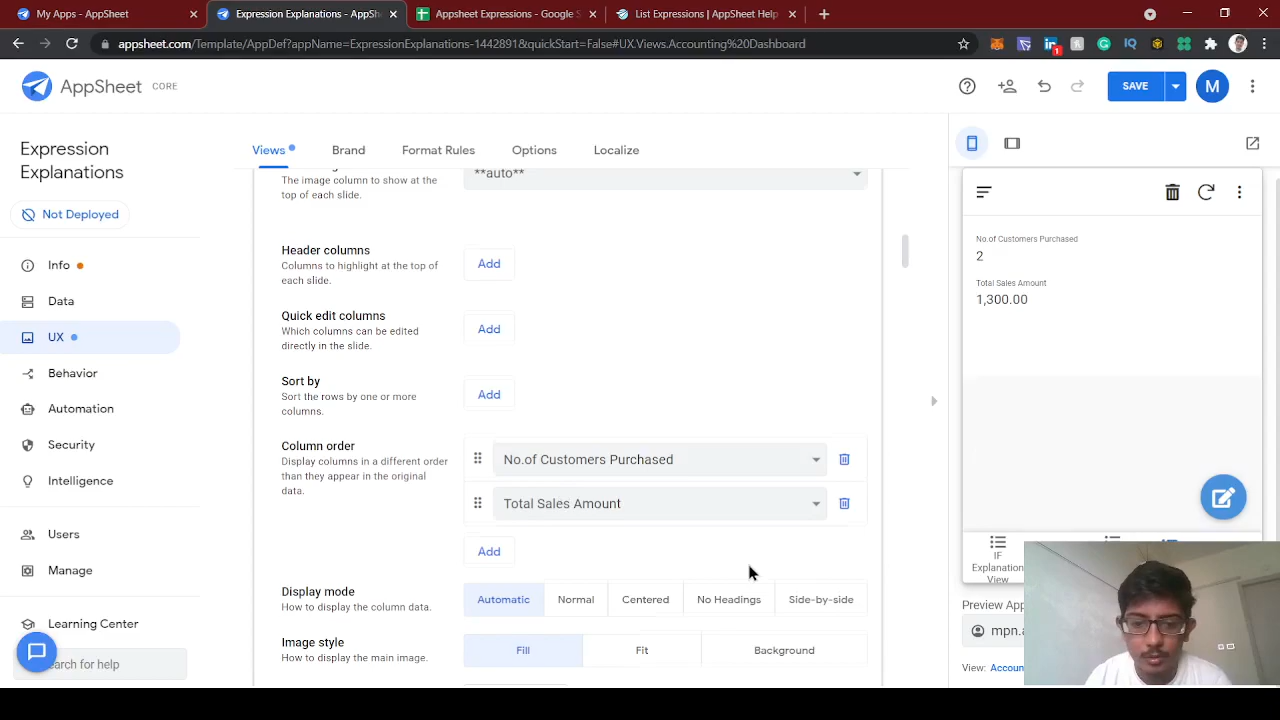 My Apps - AppSheet
Expression Explanations - AppSh
Appsheet Expressions - Google S
List Expressions | AppSheet Help
appsheet.com/Template/AppDef?appName=ExpressionExplanations-1442891&quickStart=False#UX.Views.Accounting%20Dashboard
AppSheet CORE
SAVE
M
Expression
Explanations
Not Deployed
Info
Data
UX
Behavior
Automation
Security
Intelligence
Users
Manage
Learning Center
earch for help
Views
Brand
Format Rules
Options
Localize
The image column to show at the
top of each slide.
**auto**
Header columns
Columns to highlight at the top of
each slide.
Add
Quick edit columns
Which columns can be edited
directly in the slide.
Add
Sort by
Sort the rows by one or more
columns.
Add
Column order
Display columns in a different order
than they appear in the original
data.
No.of Customers Purchased
Total Sales Amount
Add
Display mode
How to display the column data.
Automatic
Normal
Centered
No Headings
Side-by-side
Image style
How to display the main image.
Fill
Fit
Background
No.of Customers Purchased
2
Total Sales Amount
1,300.00
IF
Explanation
View
Preview App
mpn.a
View: Accoun